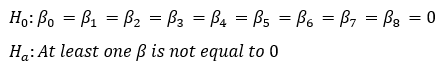 H₀: β₀ = β₁ = β₂ = β₃ = β₄ = β₅ = β₆ = β₇ = β₈ = 0
Hₐ: At least one β is not equal to 0